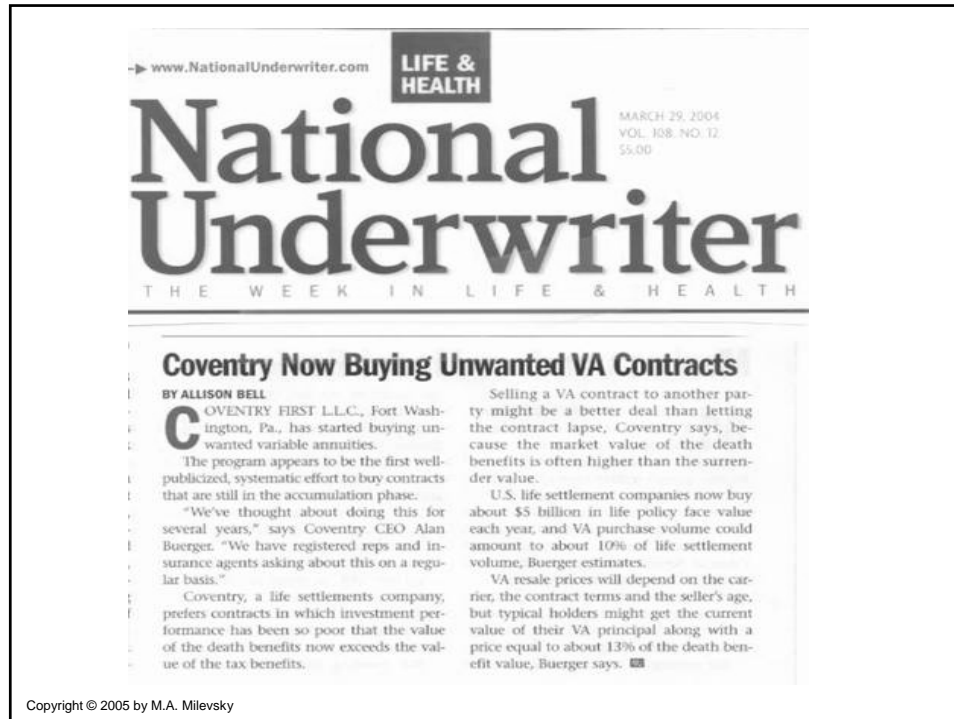 www.NationalUnderwriter.com
LIFE &
HEALTH
National
Underwriter
MARCH 29, 2004
VOL. 108, NO. 12
$5.00
THE WEEK IN LIFE & HEALTH
Coventry Now Buying Unwanted VA Contracts
BY ALLISON BELL
COVENTRY FIRST L.L.C., Fort Wash-
ington, Pa., has started buying un-
wanted variable annuities.
The program appears to be the first well-
publicized, systematic effort to buy contracts
that are still in the accumulation phase.
"We've thought about doing this for
several years," says Coventry CEO Alan
Buerger. "We have registered reps and in-
surance agents asking about this on a regu-
lar basis."
Coventry, a life settlements company,
prefers contracts in which investment per-
formance has been so poor that the value
of the death benefits now exceeds the val-
ue of the tax benefits.
Selling a VA contract to another par-
ty might be a better deal than letting
the contract lapse, Coventry says, be-
cause the market value of the death
benefits is often higher than the surren-
der value.
U.S. life settlement companies now buy
about $5 billion in life policy face value
each year, and VA purchase volume could
amount to about 10% of life settlement
volume, Buerger estimates.
VA resale prices will depend on the car-
rier, the contract terms and the seller's age,
but typical holders might get the current
value of their VA principal along with a
price equal to about 13% of the death ben-
efit value, Buerger says.
Copyright © 2005 by M.A. Milevsky